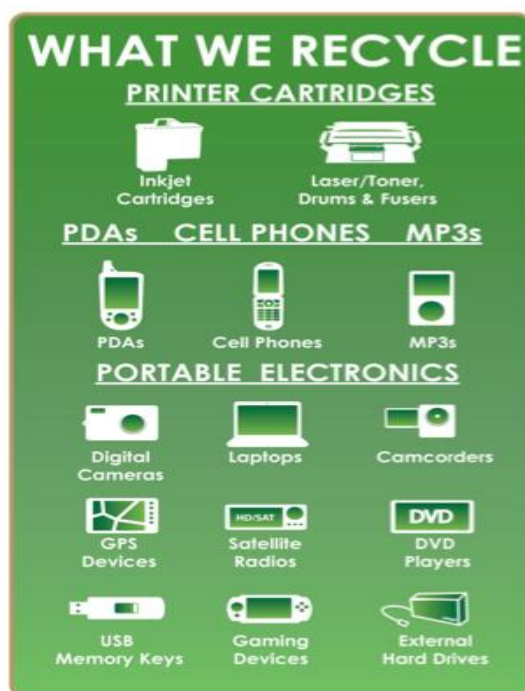 WHAT WE RECYCLE
PRINTER CARTRIDGES
Inkjet
Cartridges
Laser/Toner,
Drums & Fusers
PDAs CELL PHONES MP3s
PDAs
Cell Phones
MP3s
PORTABLE ELECTRONICS
Digital
Cameras
Laptops
Camcorders
GPS
Devices
HD/SAT
Satellite
Radios
DVD
DVD
Players
USB
Memory Keys
Gaming
Devices
External
Hard Drives